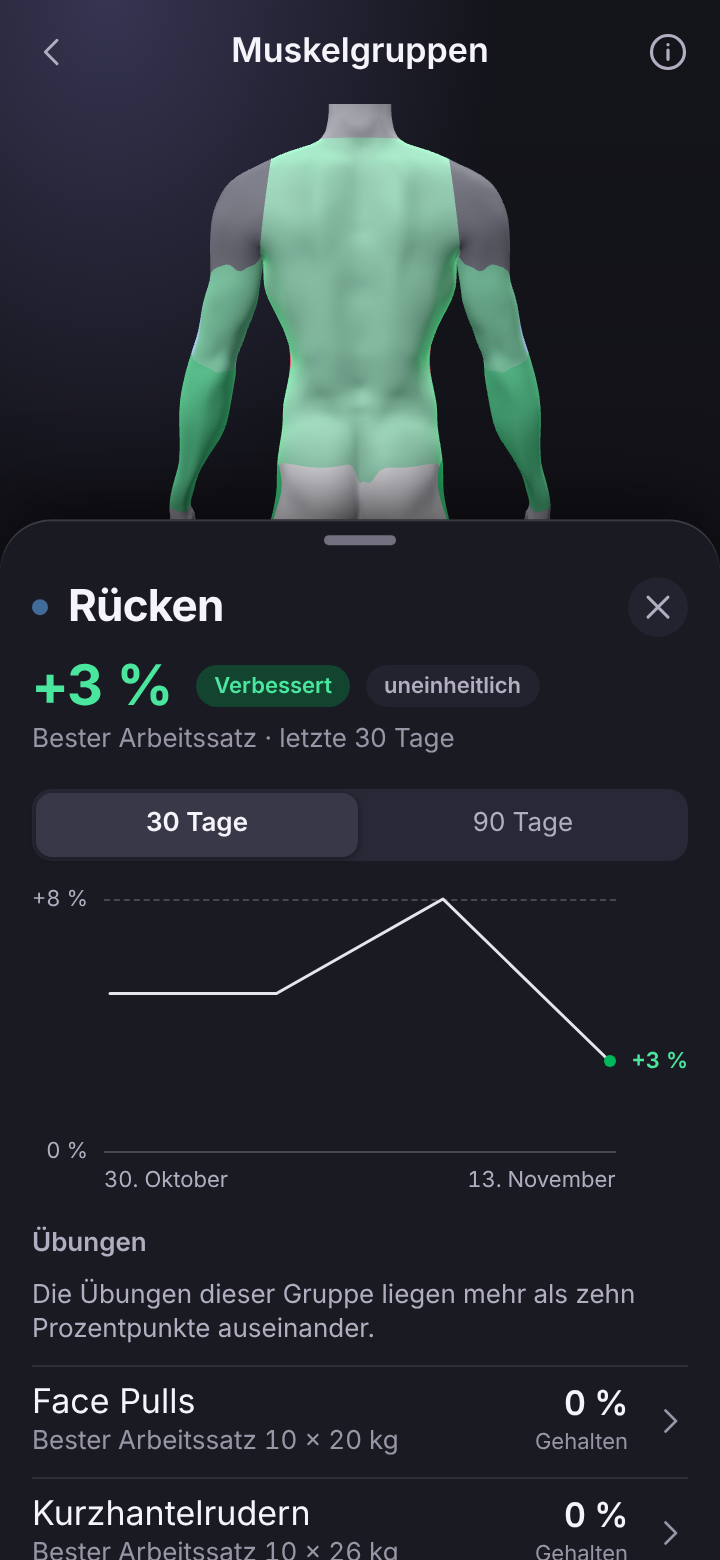 Muskelgruppen
Rücken
+3 % Verbessert uneinheitlich
Bester Arbeitssatz · letzte 30 Tage
30 Tage 90 Tage
+8 %
+3 %
0 %
30. Oktober 13. November
Übungen
Die Übungen dieser Gruppe liegen mehr als zehn
Prozentpunkte auseinander.
Face Pulls 0 %
Bester Arbeitssatz 10 × 20 kg Gehalten
Kurzhantelrudern 0 %
Bester Arbeitssatz 10 × 26 kg Gehalten